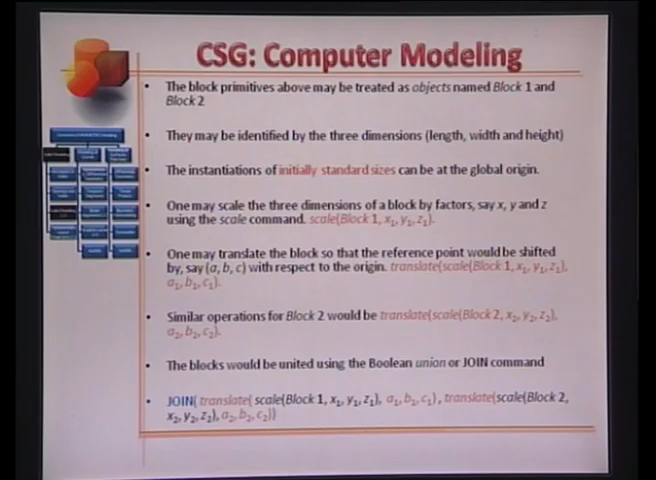 CSG: Computer Modeling
• The block primitives above may be treated as objects named Block 1 and
Block 2
• They may be identified by the three dimensions (length, width and height)
• The instantiations of initially standard sizes can be at the global origin.
• One may scale the three dimensions of a block by factors, say x, y and z
using the scale command. scale(Block 1, x₁, y₁, z₁).
• One may translate the block so that the reference point would be shifted
by, say (a, b, c) with respect to the origin. translate(scale(Block 1, x₁, y₁, z₁),
a₁, b₁, c₁).
• Similar operations for Block 2 would be translate(scale(Block 2, x₂, y₂, z₂),
a₂, b₂, c₂).
• The blocks would be united using the Boolean union or JOIN command
• JOIN( translate( scale(Block 1, x₁, y₁, z₁), a₁, b₁, c₁) , translate(scale(Block 2,
x₂, y₂, z₂), a₂, b₂, c₂))